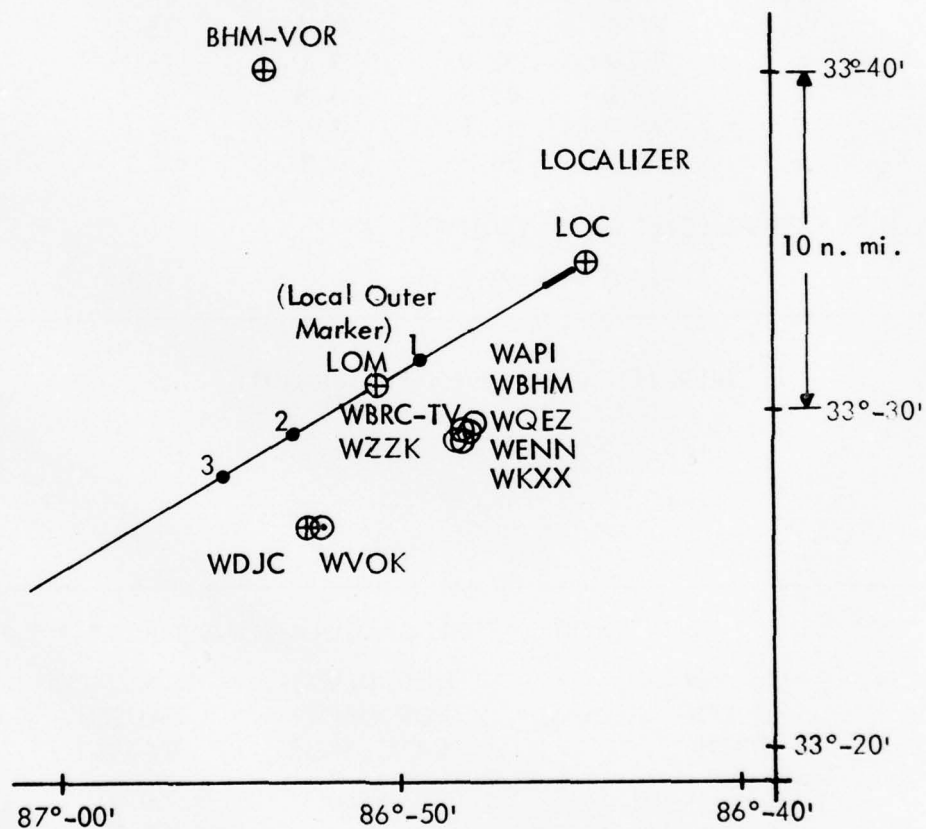 BHM-VOR
33°-40'
LOCALIZER
LOC
10 n. mi.
(Local Outer
Marker)
LOM
1
WAPI
WBHM
33°-30'
WBRC-TV
WQEZ
2
WZZK
WENN
3
WKXX
WDJC
WVOK
33°-20'
87°-00'
86°-50'
86°-40'